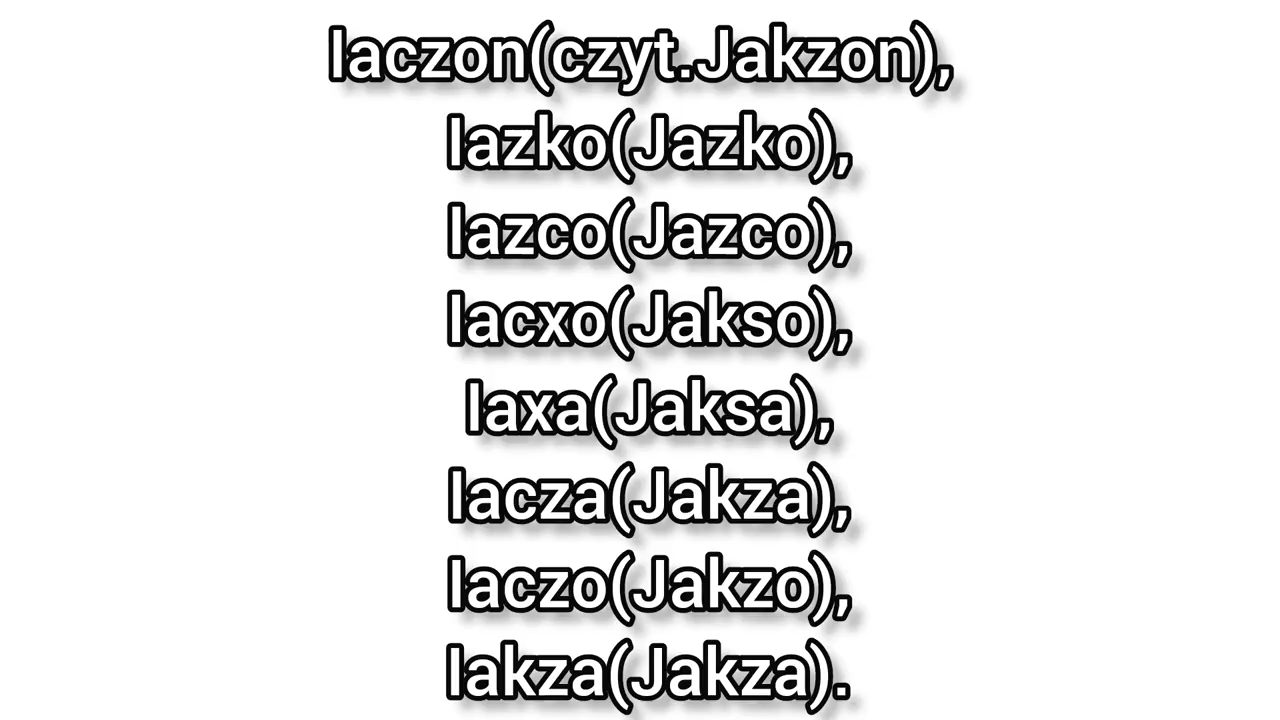 Iaczon(czyt.Jakzon),
Iazko(Jazko),
Iazco(Jazco),
Iacxo(Jakso),
Iaxa(Jaksa),
Iacza(Jakza),
Iaczo(Jakzo),
Iakza(Jakza).